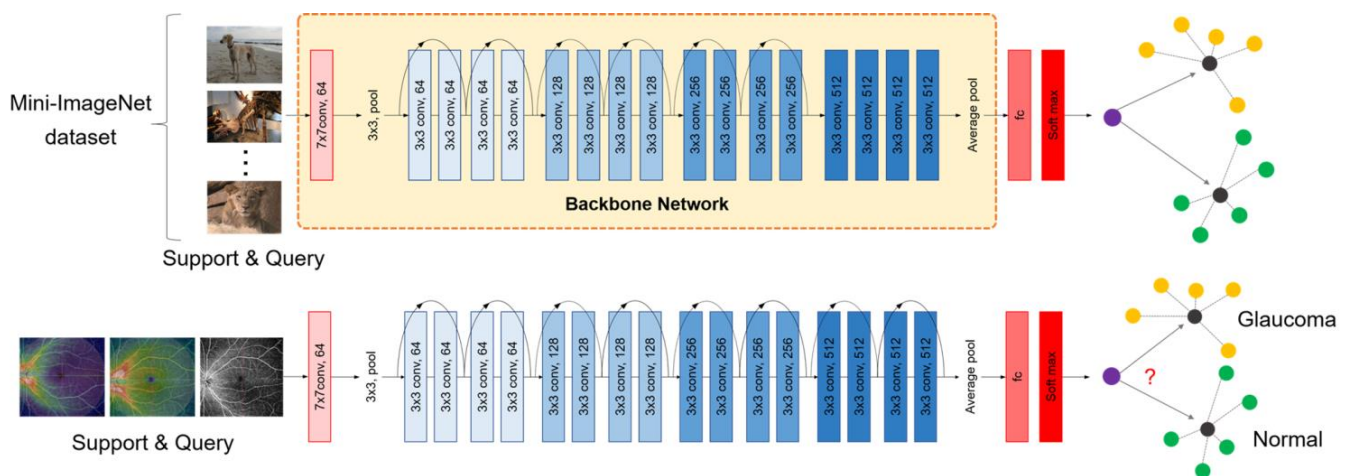 Mini-ImageNet
dataset
Support & Query
7x7conv, 64
3x3, pool
3x3 conv, 64
3x3 conv, 64
3x3 conv, 64
3x3 conv, 64
3x3 conv, 128
3x3 conv, 128
3x3 conv, 128
3x3 conv, 128
3x3 conv, 256
3x3 conv, 256
3x3 conv, 256
3x3 conv, 256
3x3 conv, 512
3x3 conv, 512
3x3 conv, 512
3x3 conv, 512
Average pool
Backbone Network
fc
Soft max
Support & Query
7x7conv, 64
3x3, pool
3x3 conv, 64
3x3 conv, 64
3x3 conv, 64
3x3 conv, 64
3x3 conv, 128
3x3 conv, 128
3x3 conv, 128
3x3 conv, 128
3x3 conv, 256
3x3 conv, 256
3x3 conv, 256
3x3 conv, 256
3x3 conv, 512
3x3 conv, 512
3x3 conv, 512
3x3 conv, 512
Average pool
fc
Soft max
Glaucoma
?
Normal